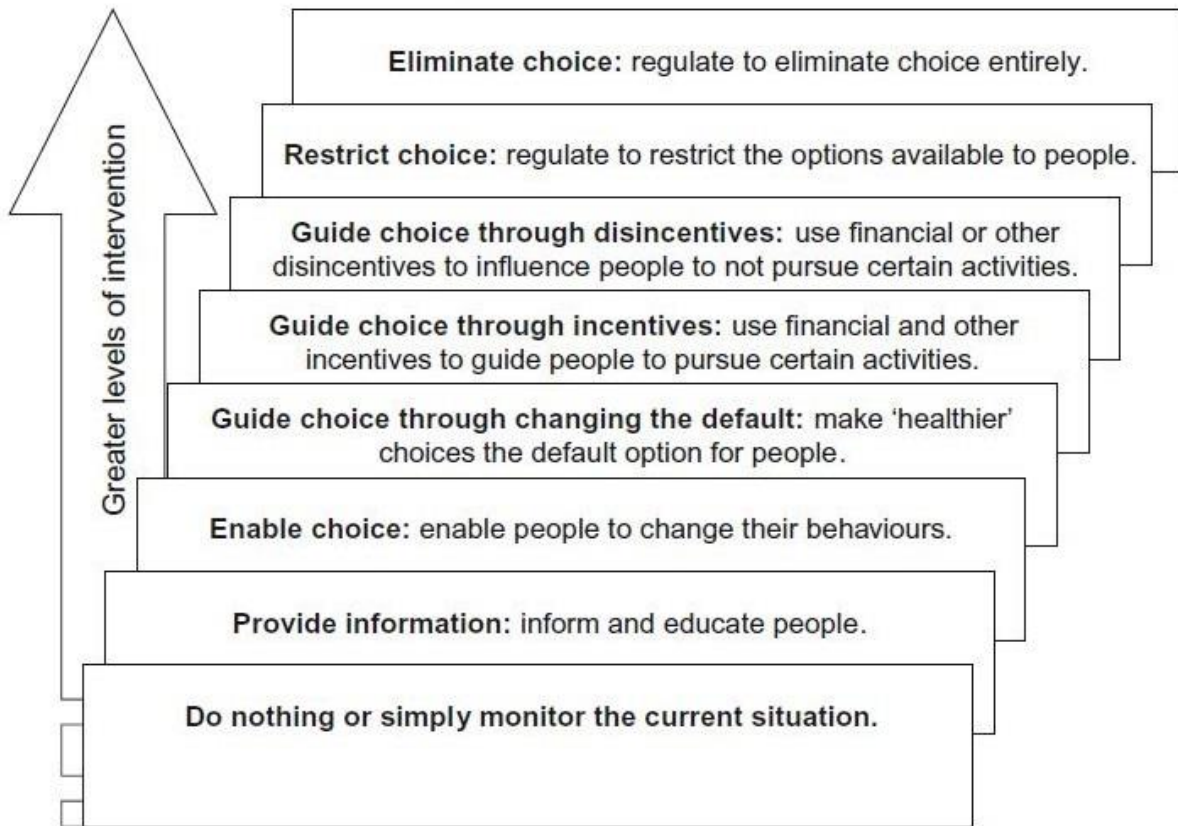 Greater levels of intervention
Eliminate choice: regulate to eliminate choice entirely.
Restrict choice: regulate to restrict the options available to people.
Guide choice through disincentives: use financial or other
disincentives to influence people to not pursue certain activities.
Guide choice through incentives: use financial and other
incentives to guide people to pursue certain activities.
Guide choice through changing the default: make ‘healthier’
choices the default option for people.
Enable choice: enable people to change their behaviours.
Provide information: inform and educate people.
Do nothing or simply monitor the current situation.